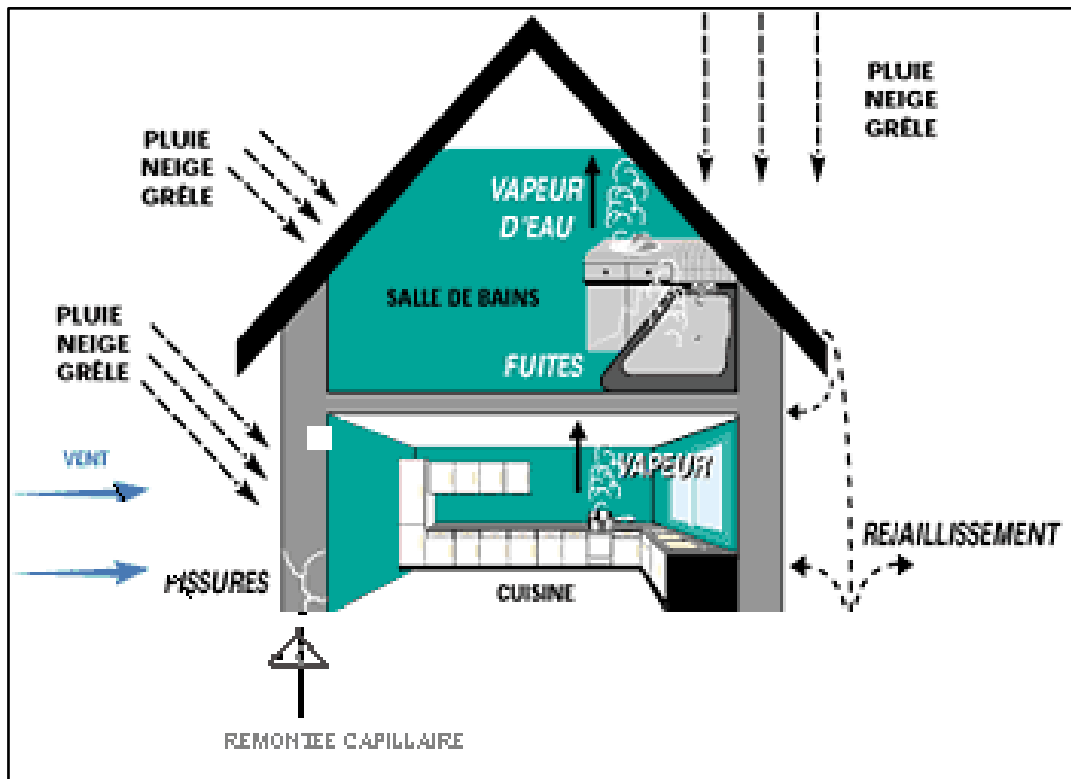 PLUIE
NEIGE
GRÊLE
PLUIE
NEIGE
GRÊLE
VAPEUR
D'EAU
SALLE DE BAINS
FUITES
PLUIE
NEIGE
GRÊLE
VENT
VAPEUR
REJAILLISSEMENT
FISSURES
CUISINE
REMONTEE CAPILLAIRE